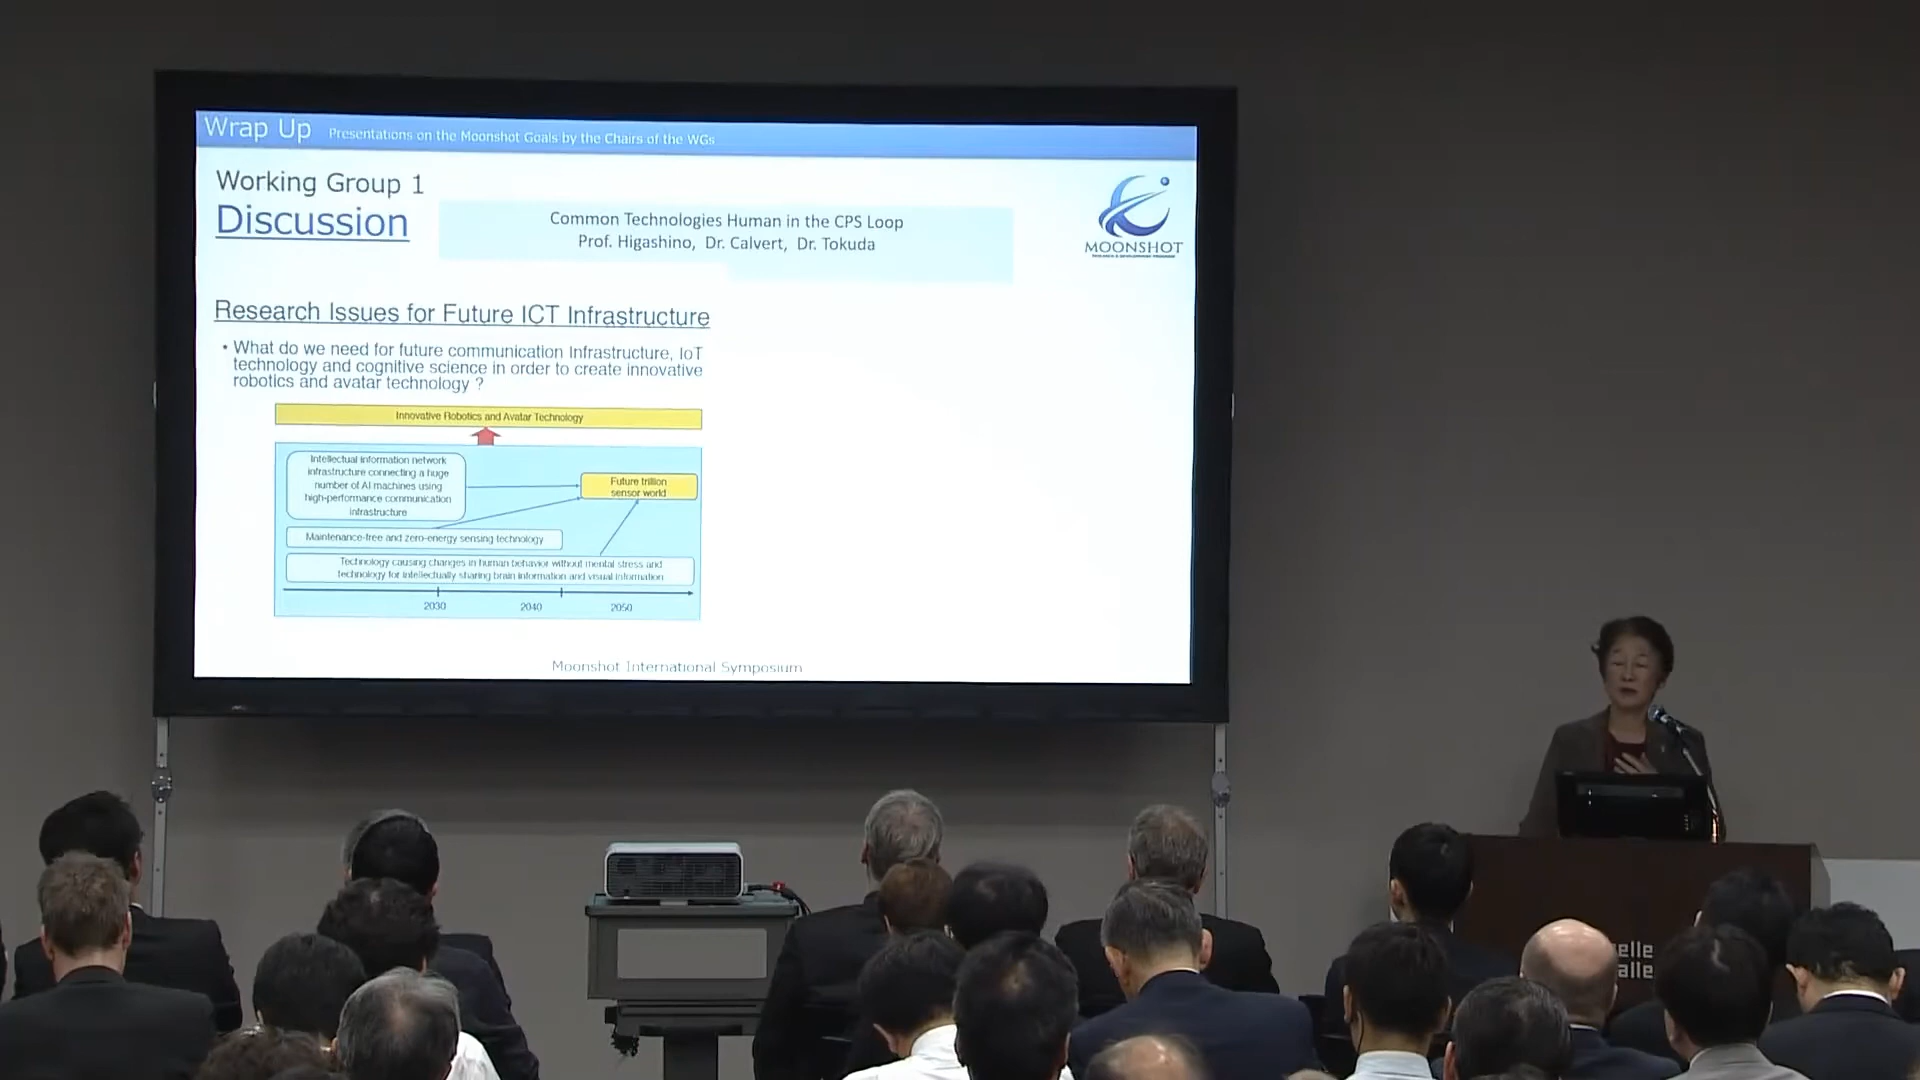 Wrap Up Presentations on the Moonshot Goals by the Chairs of the WGs
Working Group 1
Discussion
Common Technologies Human in the CPS Loop
Prof. Higashino, Dr. Calvert, Dr. Tokuda
MOONSHOT
RESEARCH & DEVELOPMENT PROGRAM
Research Issues for Future ICT Infrastructure
• What do we need for future communication Infrastructure, IoT
technology and cognitive science in order to create innovative
robotics and avatar technology ?
Innovative Robotics and Avatar Technology
Intellectual information network
infrastructure connecting a huge
number of AI machines using
high-performance communication
infrastructure
Future trillion
sensor world
Maintenance-free and zero-energy sensing technology
Technology causing changes in human behavior without mental stress and
technology for intellectually sharing brain information and visual information
2030 2040 2050
Moonshot International Symposium
elle
alle